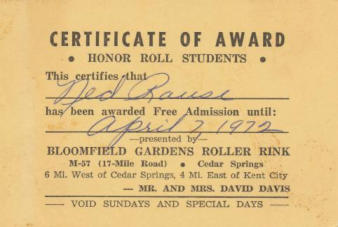 CERTIFICATE OF AWARD
• HONOR ROLL STUDENTS •
This certifies that
Ned Rause
has been awarded Free Admission until:
April 7, 1972
—presented by—
BLOOMFIELD GARDENS ROLLER RINK
M-57 (17-Mile Road) • Cedar Springs
6 Mi. West of Cedar Springs, 4 Mi. East of Kent City
— MR. AND MRS. DAVID DAVIS
— VOID SUNDAYS AND SPECIAL DAYS —